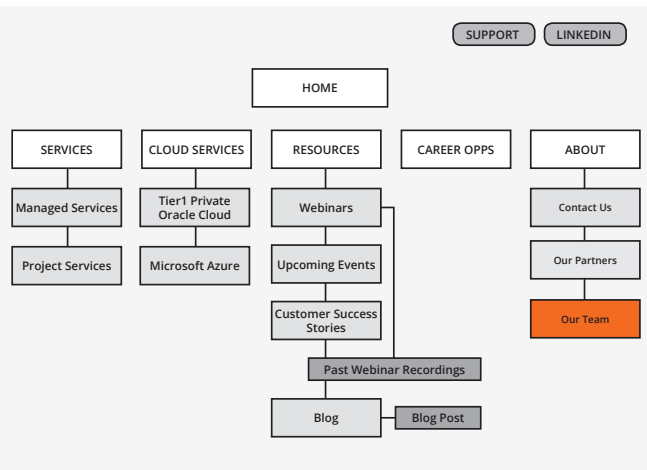 SUPPORT
LINKEDIN
HOME
SERVICES
CLOUD SERVICES
RESOURCES
CAREER OPPS
ABOUT
Managed Services
Project Services
Tier1 Private
Oracle Cloud
Microsoft Azure
Webinars
Upcoming Events
Customer Success
Stories
Past Webinar Recordings
Blog
Blog Post
Contact Us
Our Partners
Our Team